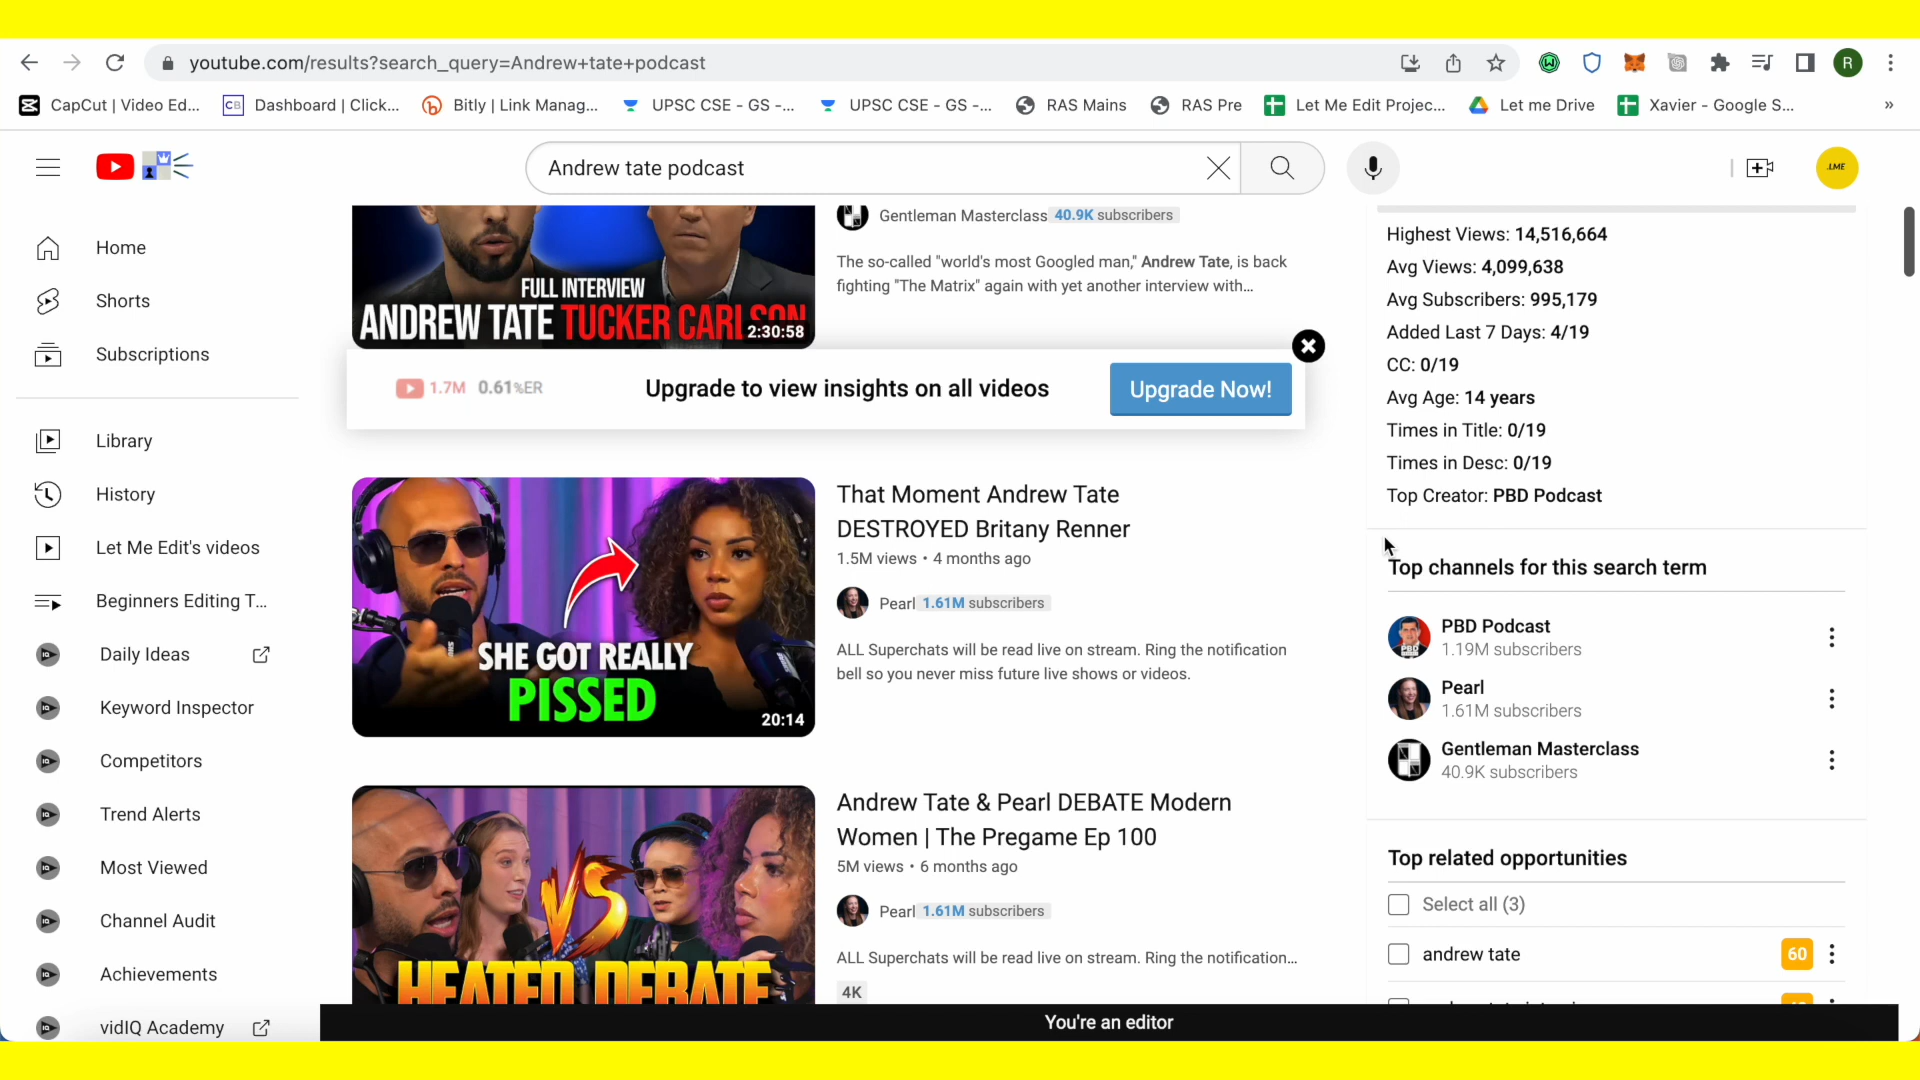 youtube.com/results?search_query=Andrew+tate+podcast
R
CapCut | Video Ed...
CB Dashboard | Click...
Bitly | Link Manag...
UPSC CSE - GS -...
UPSC CSE - GS -...
RAS Mains
RAS Pre
Let Me Edit Projec...
Let me Drive
Xavier - Google S...
»
Andrew tate podcast
.LME
Home
Shorts
Subscriptions
Library
History
Let Me Edit's videos
Beginners Editing T...
Daily Ideas
Keyword Inspector
Competitors
Trend Alerts
Most Viewed
Channel Audit
Achievements
vidIQ Academy
FULL INTERVIEW
ANDREW TATE TUCKER CARLSON
2:30:58
Gentleman Masterclass 40.9K subscribers
The so-called "world's most Googled man," Andrew Tate, is back
fighting "The Matrix" again with yet another interview with...
1.7M 0.61%ER
Upgrade to view insights on all videos
Upgrade Now!
SHE GOT REALLY
PISSED
20:14
That Moment Andrew Tate
DESTROYED Britany Renner
1.5M views • 4 months ago
Pearl 1.61M subscribers
ALL Superchats will be read live on stream. Ring the notification
bell so you never miss future live shows or videos.
VS
HEATED DEBATE
Andrew Tate & Pearl DEBATE Modern
Women | The Pregame Ep 100
5M views • 6 months ago
Pearl 1.61M subscribers
ALL Superchats will be read live on stream. Ring the notification...
4K
Highest Views: 14,516,664
Avg Views: 4,099,638
Avg Subscribers: 995,179
Added Last 7 Days: 4/19
CC: 0/19
Avg Age: 14 years
Times in Title: 0/19
Times in Desc: 0/19
Top Creator: PBD Podcast
Top channels for this search term
PBD Podcast
1.19M subscribers
Pearl
1.61M subscribers
Gentleman Masterclass
40.9K subscribers
Top related opportunities
Select all (3)
andrew tate 60
You're an editor